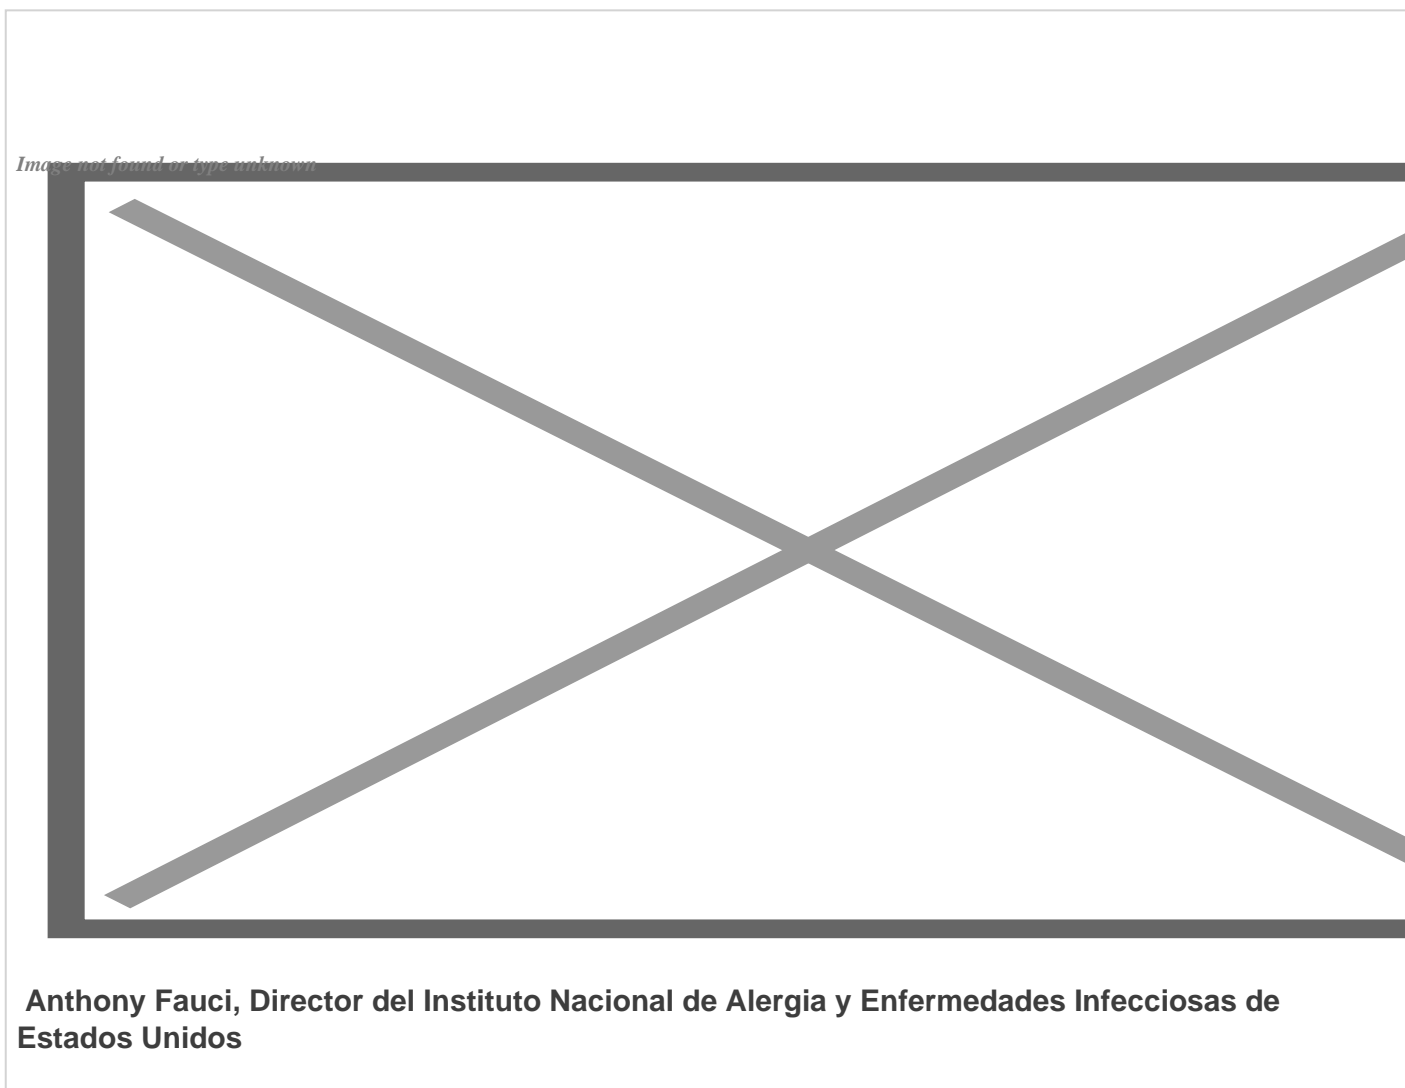 Image not found or type unknown
Anthony Fauci, Director del Instituto Nacional de Alergia y Enfermedades Infecciosas de
Estados Unidos